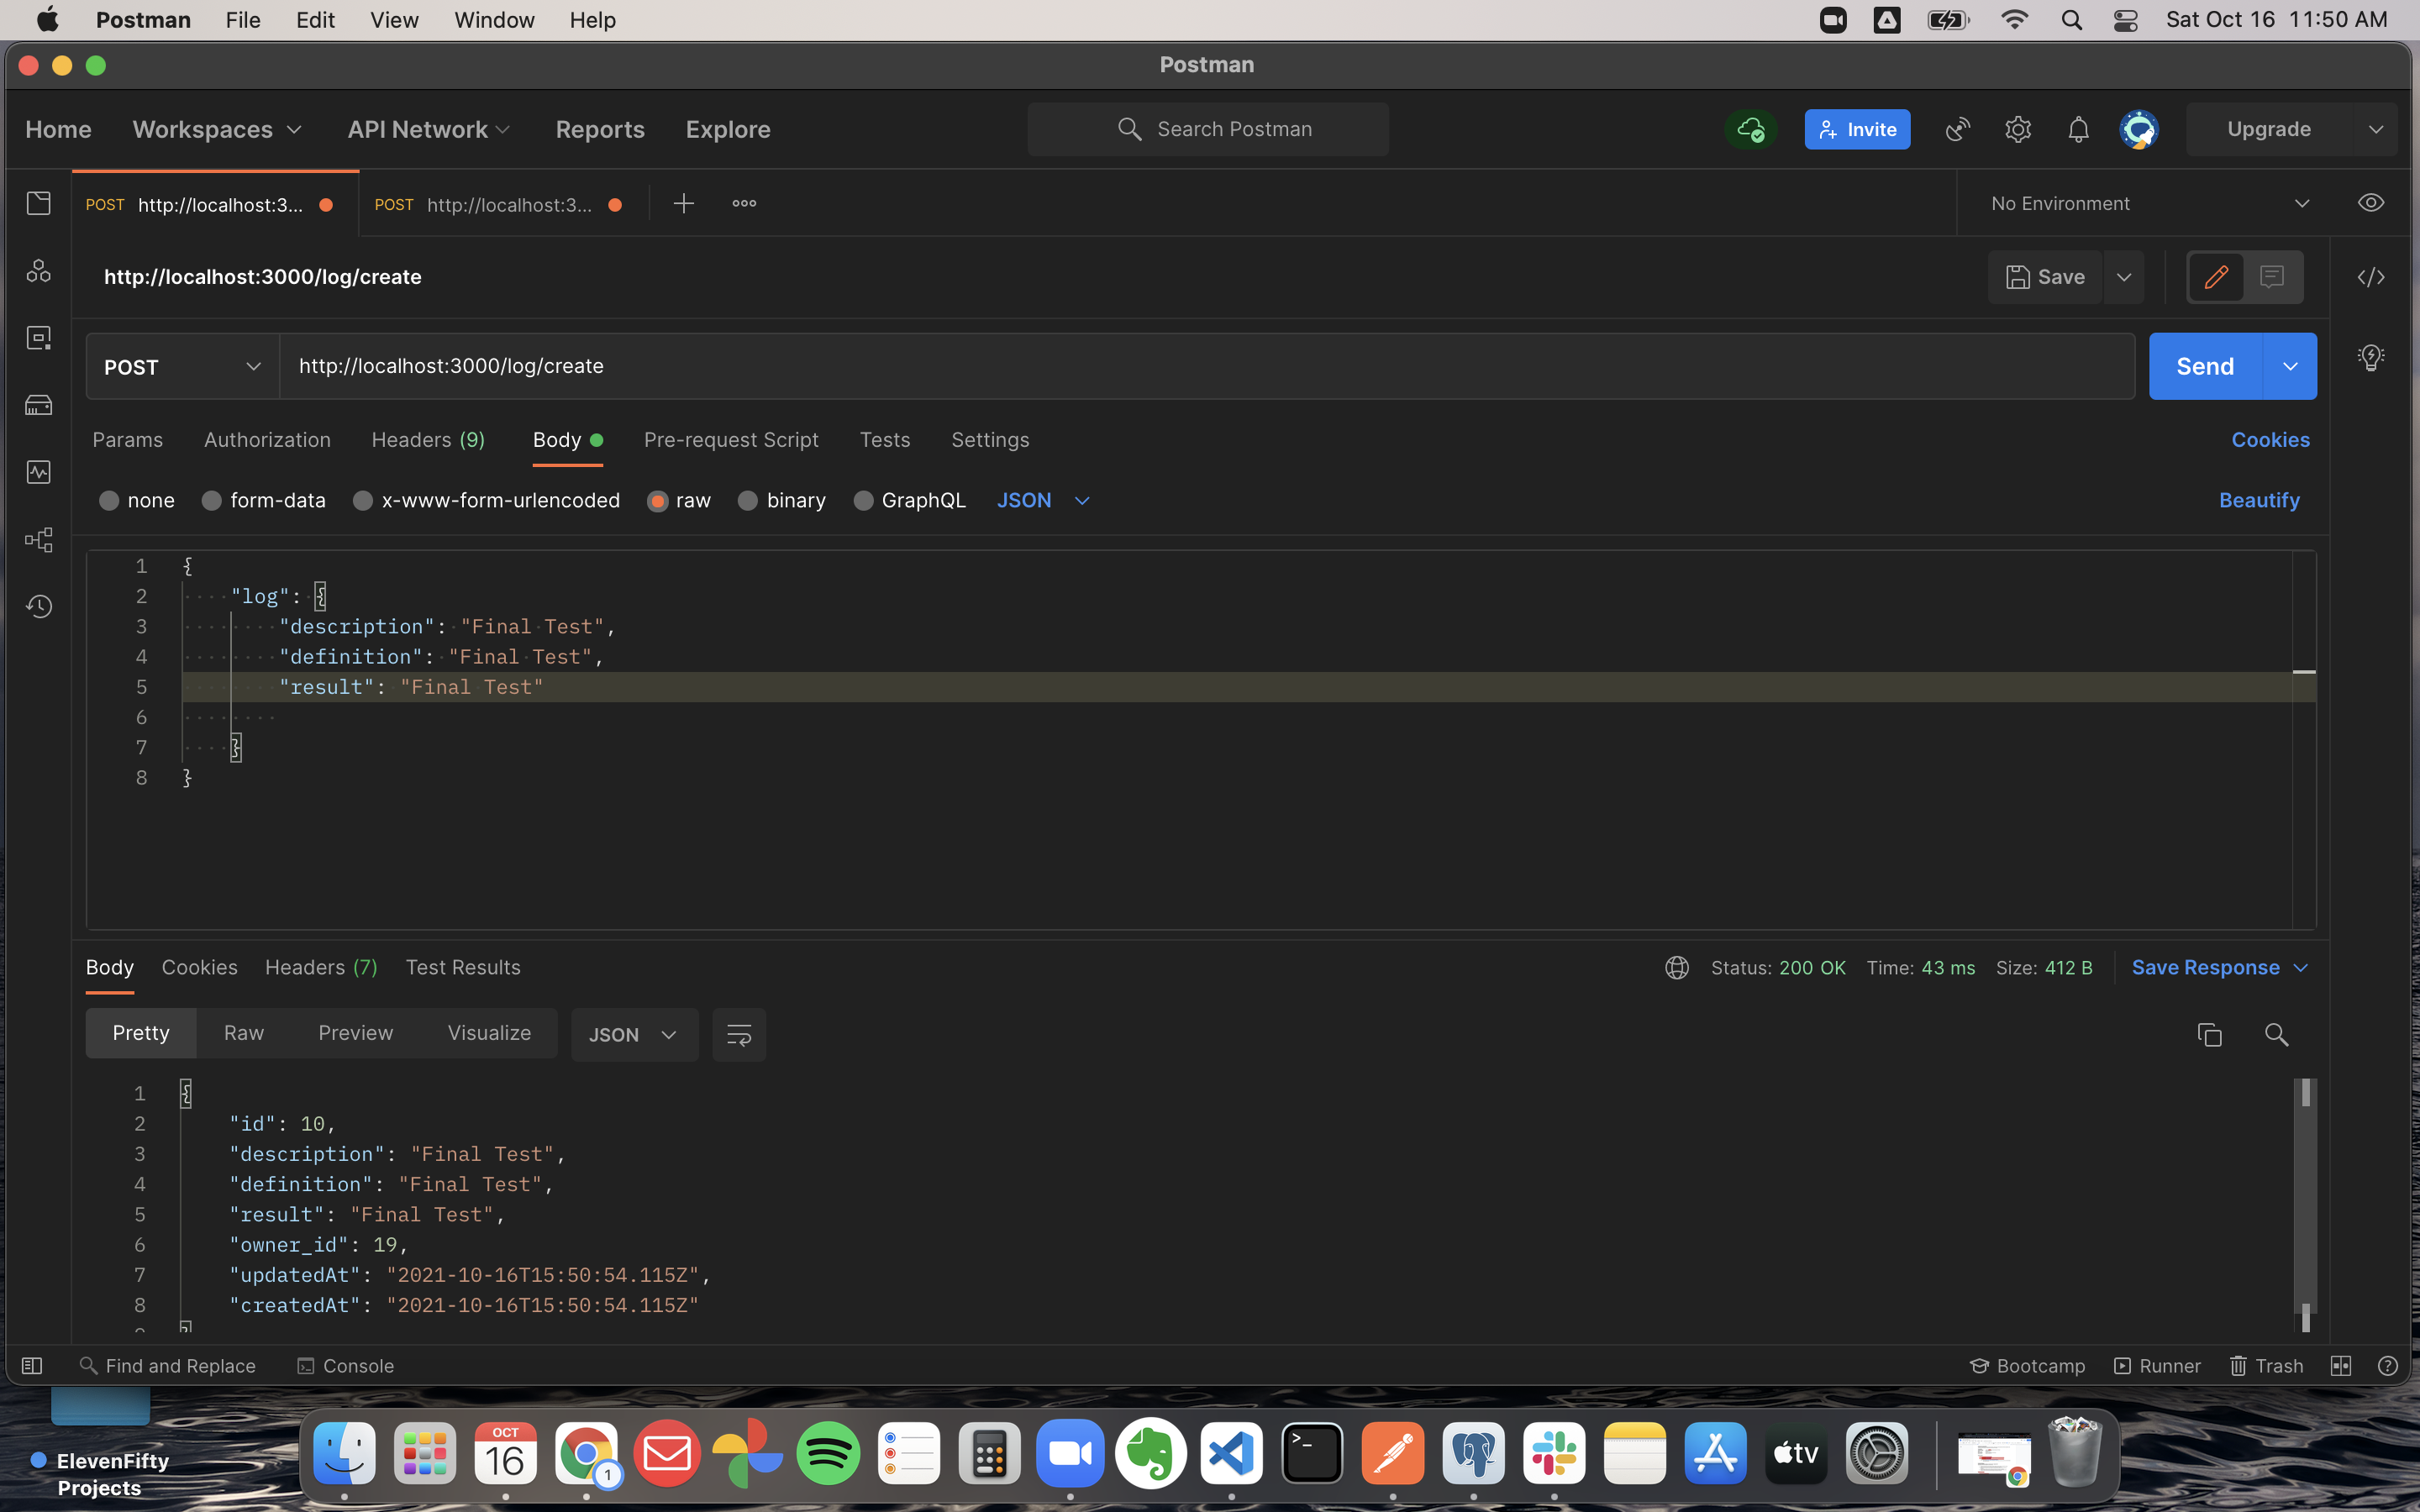 Postman File Edit View Window Help Sat Oct 16 11:50 AM
Postman
Home Workspaces API Network Reports Explore Search Postman Invite Upgrade
POST http://localhost:3... POST http://localhost:3... No Environment
http://localhost:3000/log/create Save
POST http://localhost:3000/log/create Send
Params Authorization Headers (9) Body Pre-request Script Tests Settings Cookies
none form-data x-www-form-urlencoded raw binary GraphQL JSON Beautify
1 {
2 "log": {
3 "description": "Final Test",
4 "definition": "Final Test",
5 "result": "Final Test"
6
7 }
8 }
Body Cookies Headers (7) Test Results Status: 200 OK Time: 43 ms Size: 412 B Save Response
Pretty Raw Preview Visualize JSON
1 {
2 "id": 10,
3 "description": "Final Test",
4 "definition": "Final Test",
5 "result": "Final Test",
6 "owner_id": 19,
7 "updatedAt": "2021-10-16T15:50:54.115Z",
8 "createdAt": "2021-10-16T15:50:54.115Z"
Find and Replace Console Bootcamp Runner Trash
OCT
16
1
tv
ElevenFifty
Projects